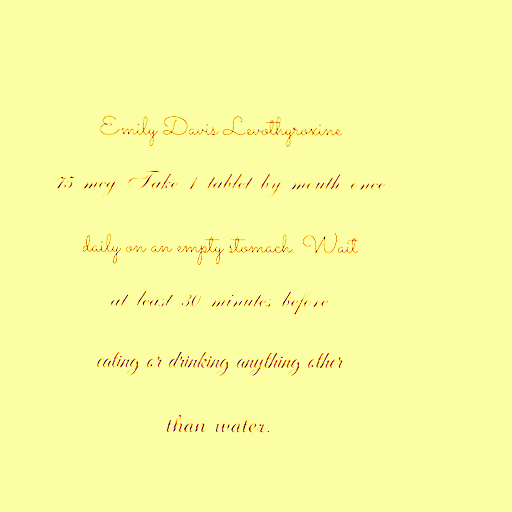 Emily Davis Levothyroxine
75 mcg Take 1 tablet by mouth once
daily on an empty stomach. Wait
at least 30 minutes before
eating or drinking anything other
than water.